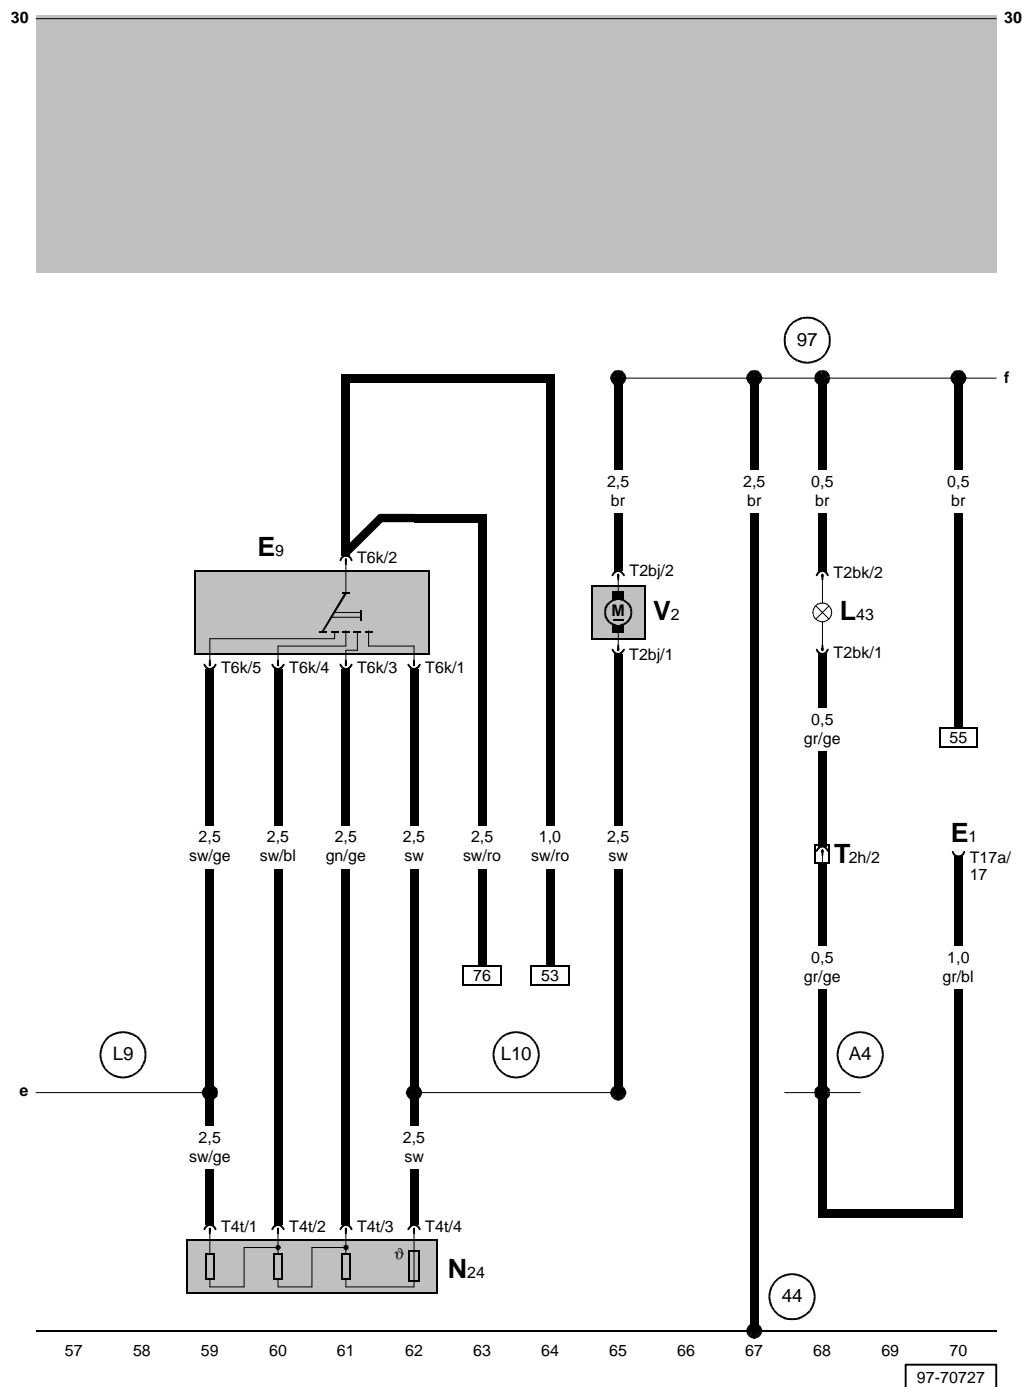 30 30
97
f
2,5 2,5 0,5 0,5
br br br br
E9
T6k/2
T2bj/2 T2bk/2
M V2 L43
T2bj/1 T2bk/1
T6k/5 T6k/4 T6k/3 T6k/1
0,5
gr/ge
55
2,5 2,5 2,5 2,5 2,5 1,0 2,5
sw/ge sw/bl gn/ge sw sw/ro sw/ro sw
E1
T2h/2 T17a/
17
0,5 1,0
gr/ge gr/bl
76 53
L9 L10 A4
e
2,5 2,5
sw/ge sw
T4t/1 T4t/2 T4t/3 T4t/4
ϑ N24
44
57 58 59 60 61 62 63 64 65 66 67 68 69 70
97-70727